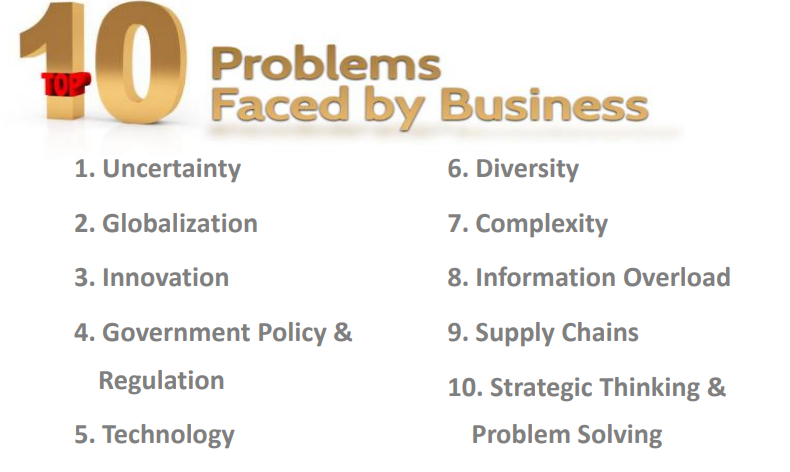 TOP 10
Problems
Faced by Business
1. Uncertainty
2. Globalization
3. Innovation
4. Government Policy &
Regulation
5. Technology
6. Diversity
7. Complexity
8. Information Overload
9. Supply Chains
10. Strategic Thinking &
Problem Solving